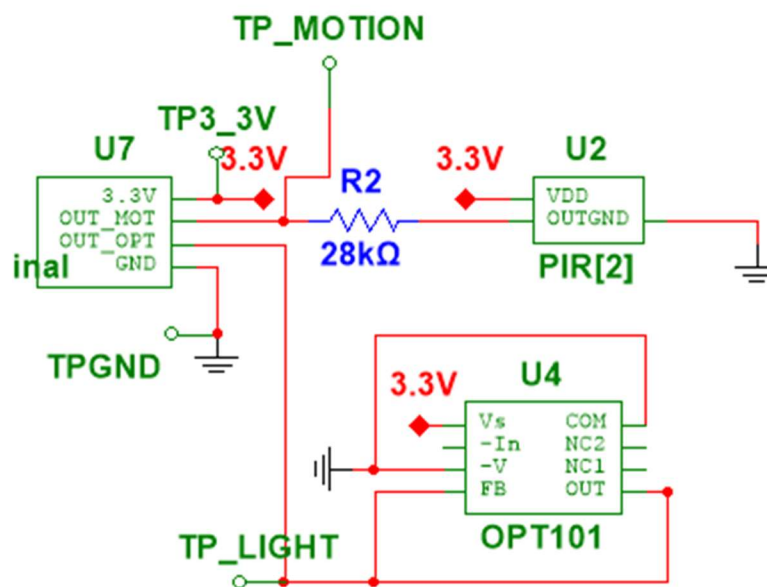 TP_MOTION
TP3_3V
U7
3.3V
3.3V
OUT_MOT
OUT_OPT
GND
inal
R2
28kΩ
3.3V
U2
VDD
OUTGND
PIR[2]
TPGND
3.3V
U4
Vs COM
-In NC2
-V NC1
FB OUT
OPT101
TP_LIGHT